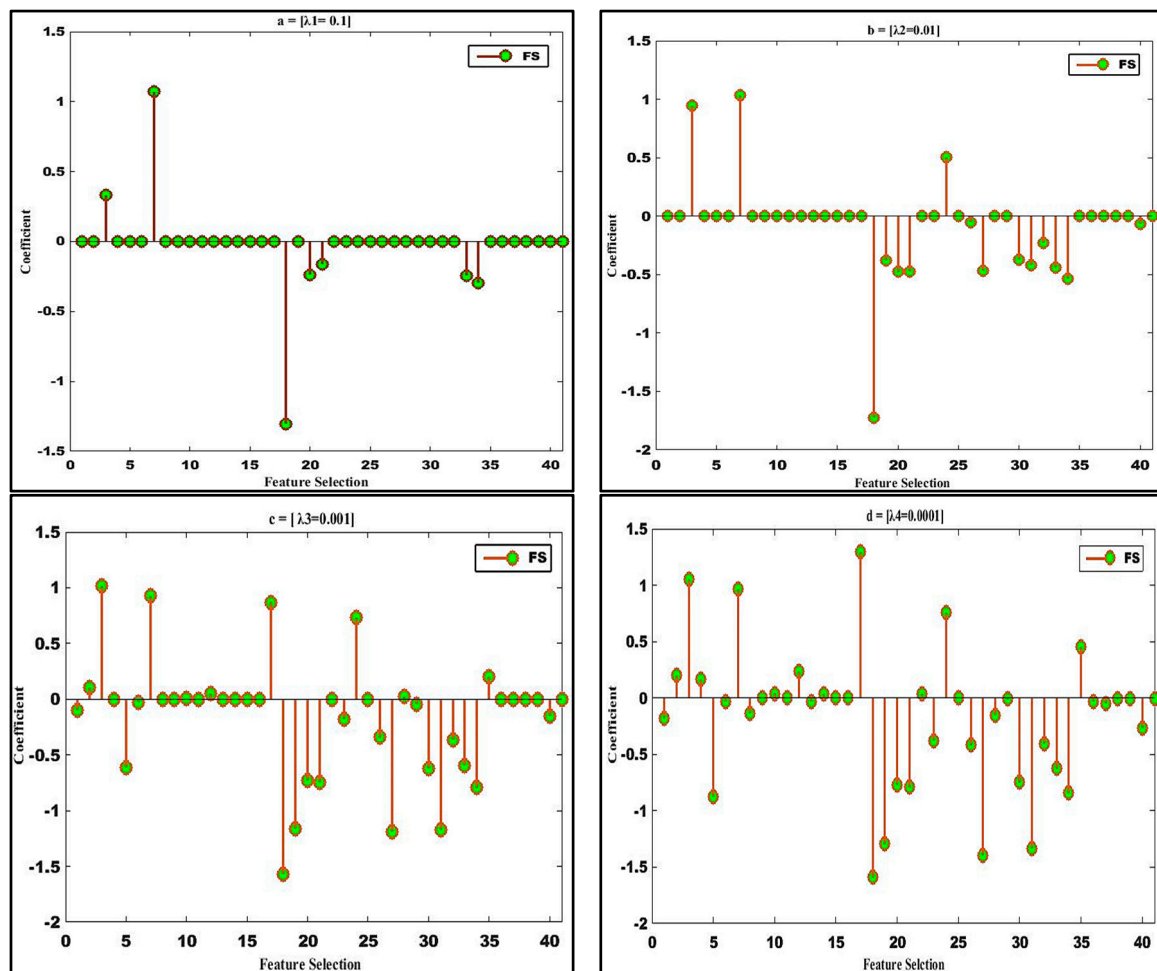 a = [λ1= 0.1]
FS
1.5
1
0.5
0
-0.5
-1
-1.5
Coefficient
0 5 10 15 20 25 30 35 40
Feature Selection
b = [λ2=0.01]
FS
1.5
1
0.5
0
-0.5
-1
-1.5
-2
Coefficient
0 5 10 15 20 25 30 35 40
Feature Selection
c = [ λ3=0.001]
FS
1.5
1
0.5
0
-0.5
-1
-1.5
-2
Coefficient
0 5 10 15 20 25 30 35 40
Feature Selection
d = [λ4=0.0001]
FS
1.5
1
0.5
0
-0.5
-1
-1.5
-2
Coefficient
0 5 10 15 20 25 30 35 40
Feature Selection